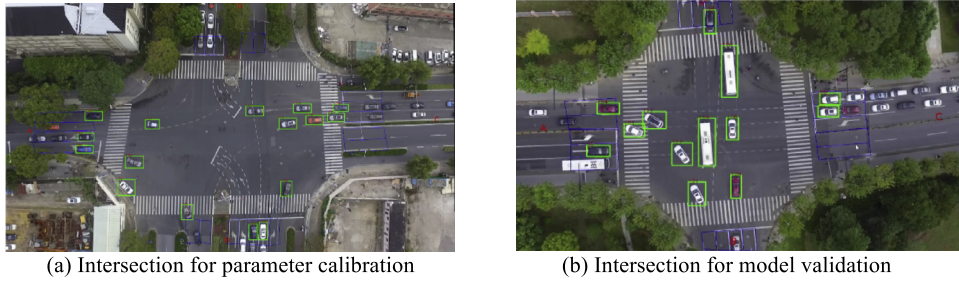 (a) Intersection for parameter calibration
(b) Intersection for model validation